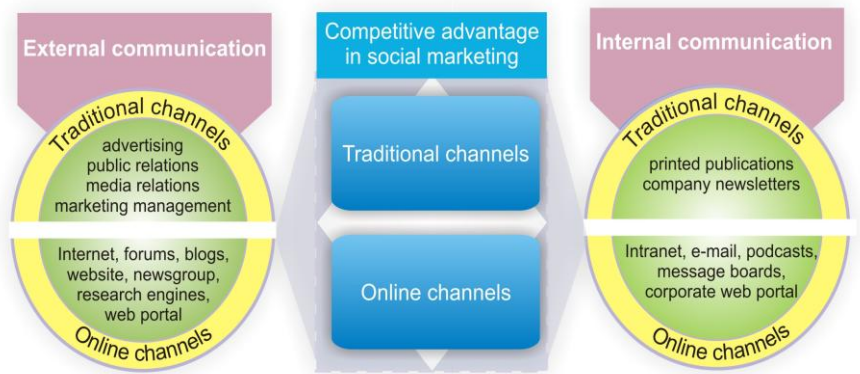 External communication
Traditional channels
advertising
public relations
media relations
marketing management
Internet, forums, blogs,
website, newsgroup,
research engines,
web portal
Online channels
Competitive advantage
in social marketing
Traditional channels
Online channels
Internal communication
Traditional channels
printed publications
company newsletters
Intranet, e-mail, podcasts,
message boards,
corporate web portal
Online channels